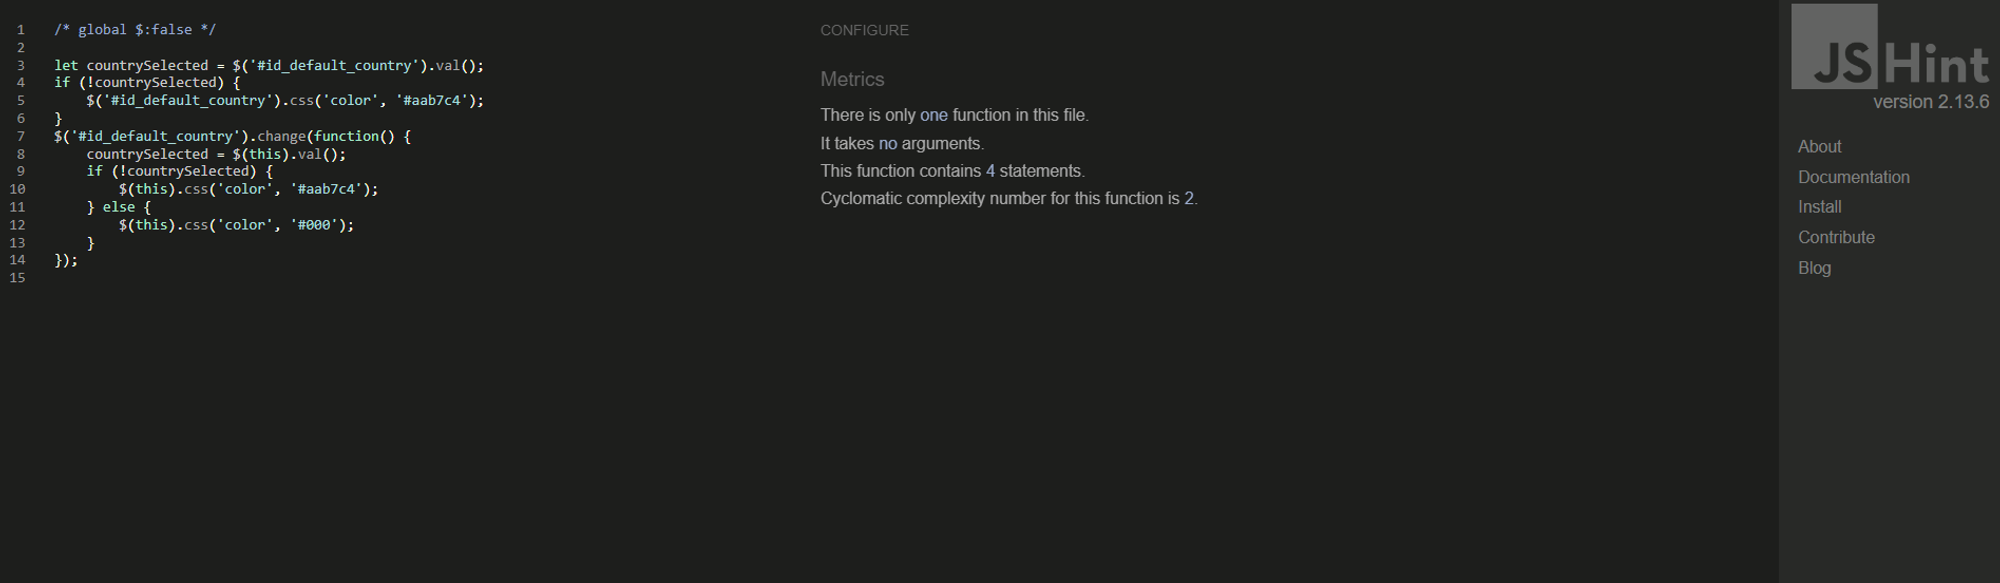 1 /* global $:false */
2
3 let countrySelected = $('#id_default_country').val();
4 if (!countrySelected) {
5     $('#id_default_country').css('color', '#aab7c4');
6 }
7 $('#id_default_country').change(function() {
8     countrySelected = $(this).val();
9     if (!countrySelected) {
10         $(this).css('color', '#aab7c4');
11     } else {
12         $(this).css('color', '#000');
13     }
14 });
15
CONFIGURE
Metrics
There is only one function in this file.
It takes no arguments.
This function contains 4 statements.
Cyclomatic complexity number for this function is 2.
JSHint
version 2.13.6
About
Documentation
Install
Contribute
Blog